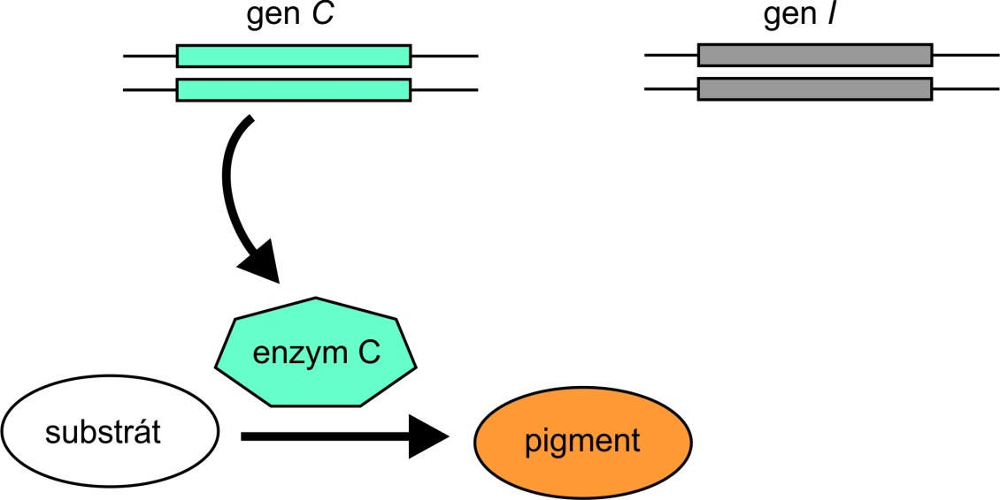 gen C
gen I
enzym C
substrát
pigment